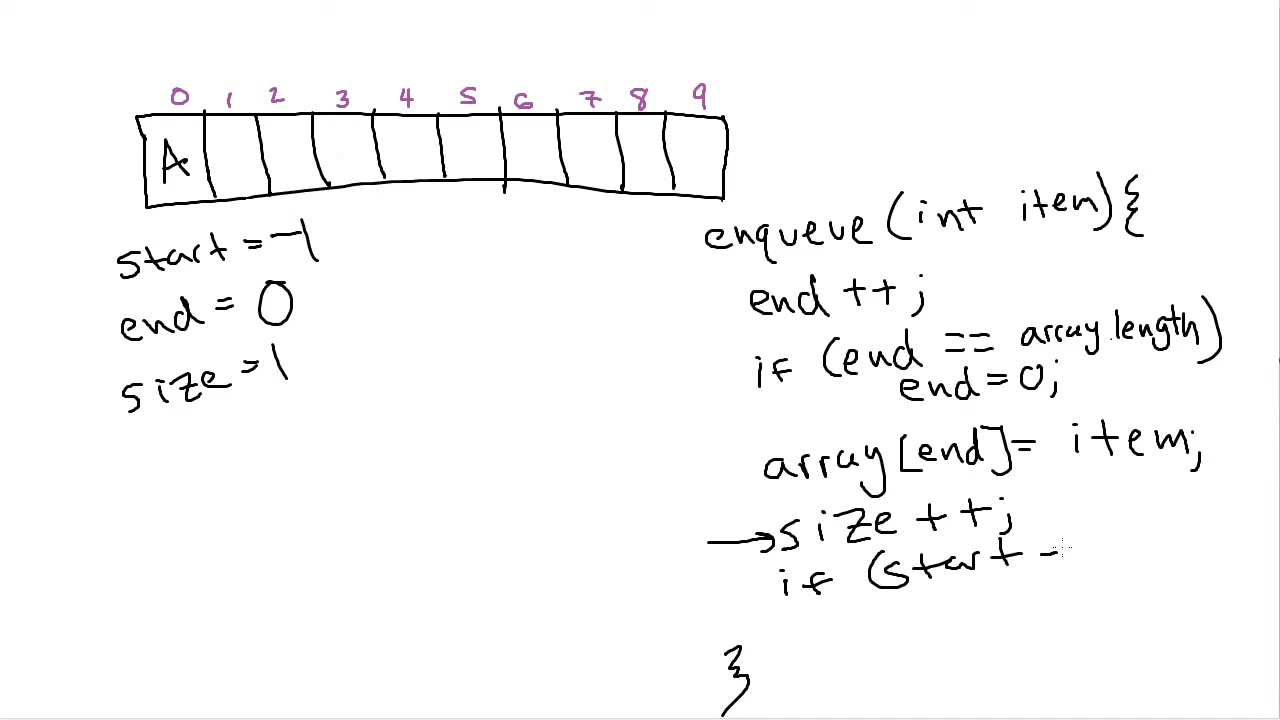 0 1 2 3 4 5 6 7 8 9
A
start = -1
end = 0
size = 1
enqueue (int item) {
end ++ ;
if (end == array.length)
end = 0;
array [end] = item;
→ size ++;
if (start -
}